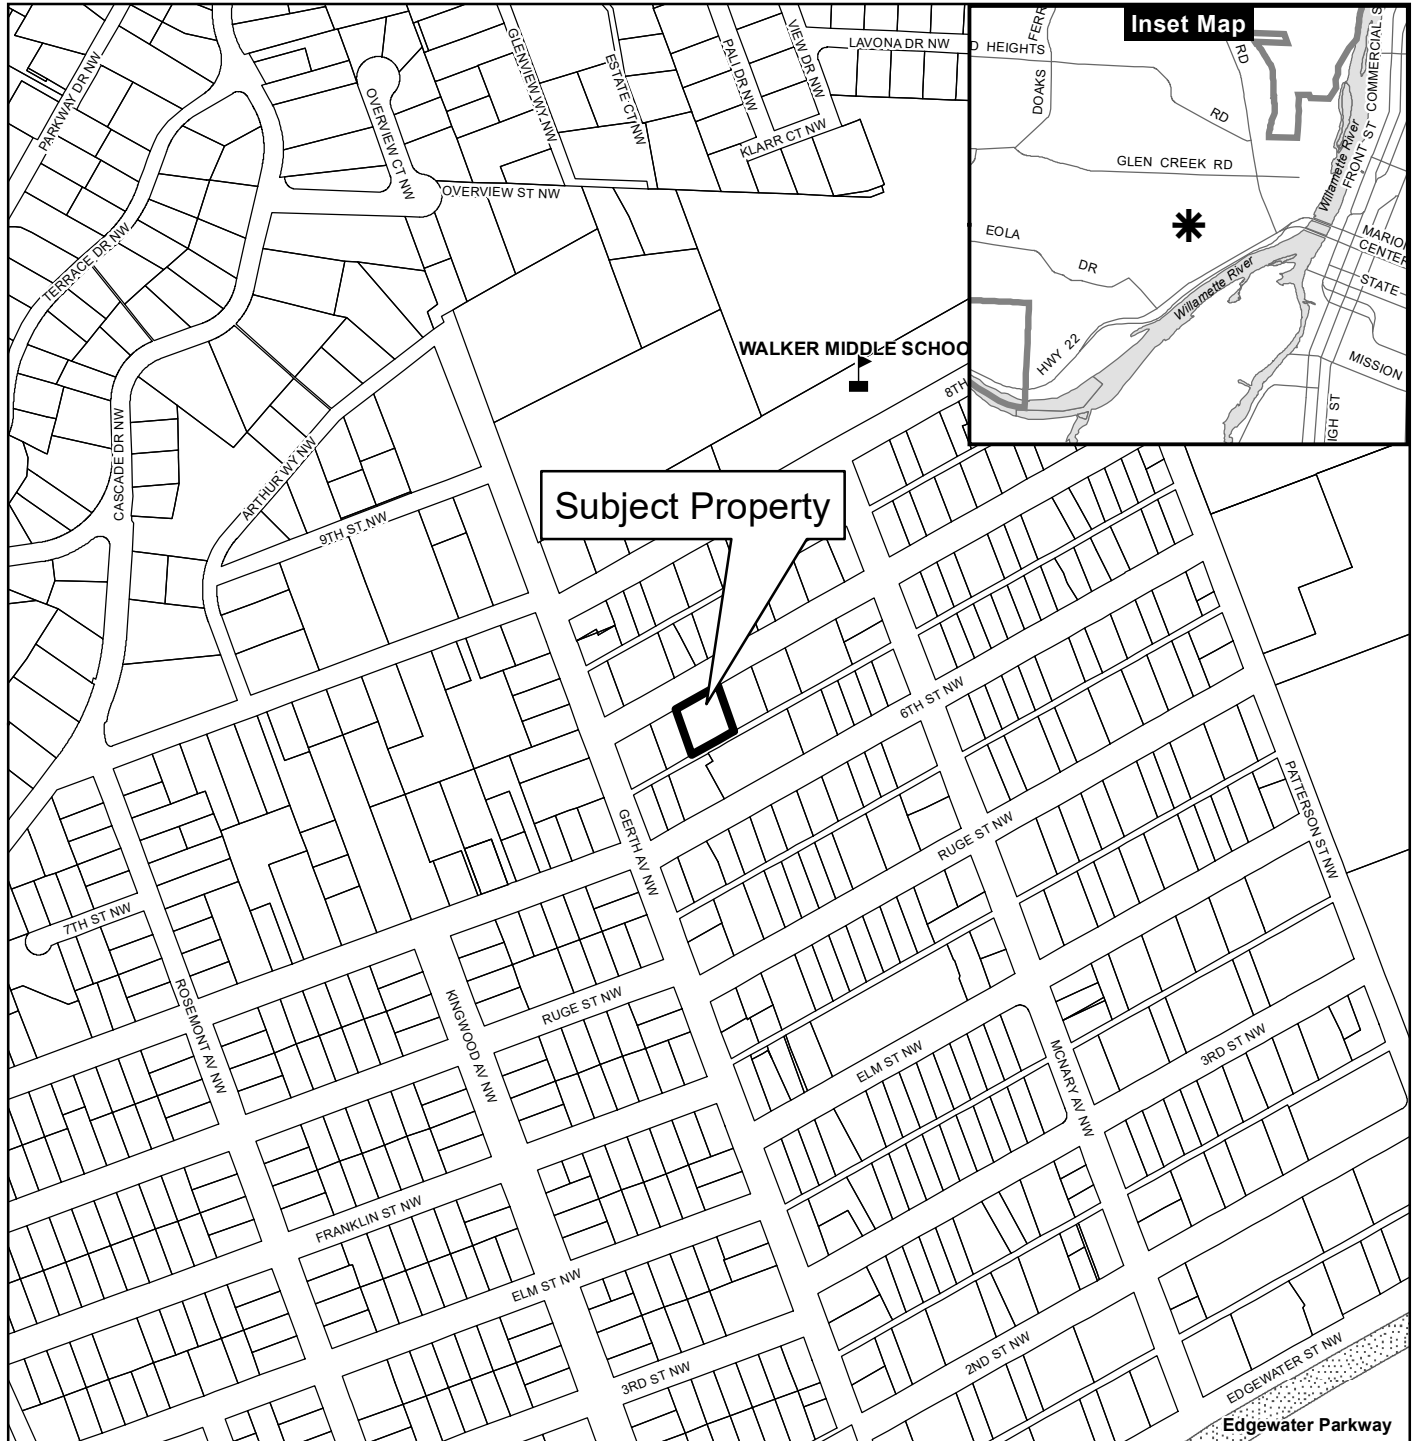 Inset Map
D HEIGHTS
FERR
DOAKS
RD
RD
GLEN CREEK RD
EOLA
DR
HWY 22
Willamette River
Willamette River
FRONT ST
COMMERCIAL S
MARION
CENTER
STATE
MISSION
IGH ST
PARKWAY DR NW
OVERVIEW CT NW
GLENVIEW WY NW
ESTATE CT NW
PALI DR NW
VIEW DR NW
LAVONA DR NW
KLARR CT NW
OVERVIEW ST NW
TERRACE DR NW
WALKER MIDDLE SCHOO
8TH
CASCADE DR NW
ARTHUR WY NW
9TH ST NW
Subject Property
6TH ST NW
GERTH AV NW
RUGE ST NW
PATTERSON ST NW
7TH ST NW
ROSEMONT AV NW
KINGWOOD AV NW
RUGE ST NW
ELM ST NW
MCNARY AV NW
3RD ST NW
FRANKLIN ST NW
ELM ST NW
3RD ST NW
2ND ST NW
EDGEWATER ST NW
Edgewater Parkway